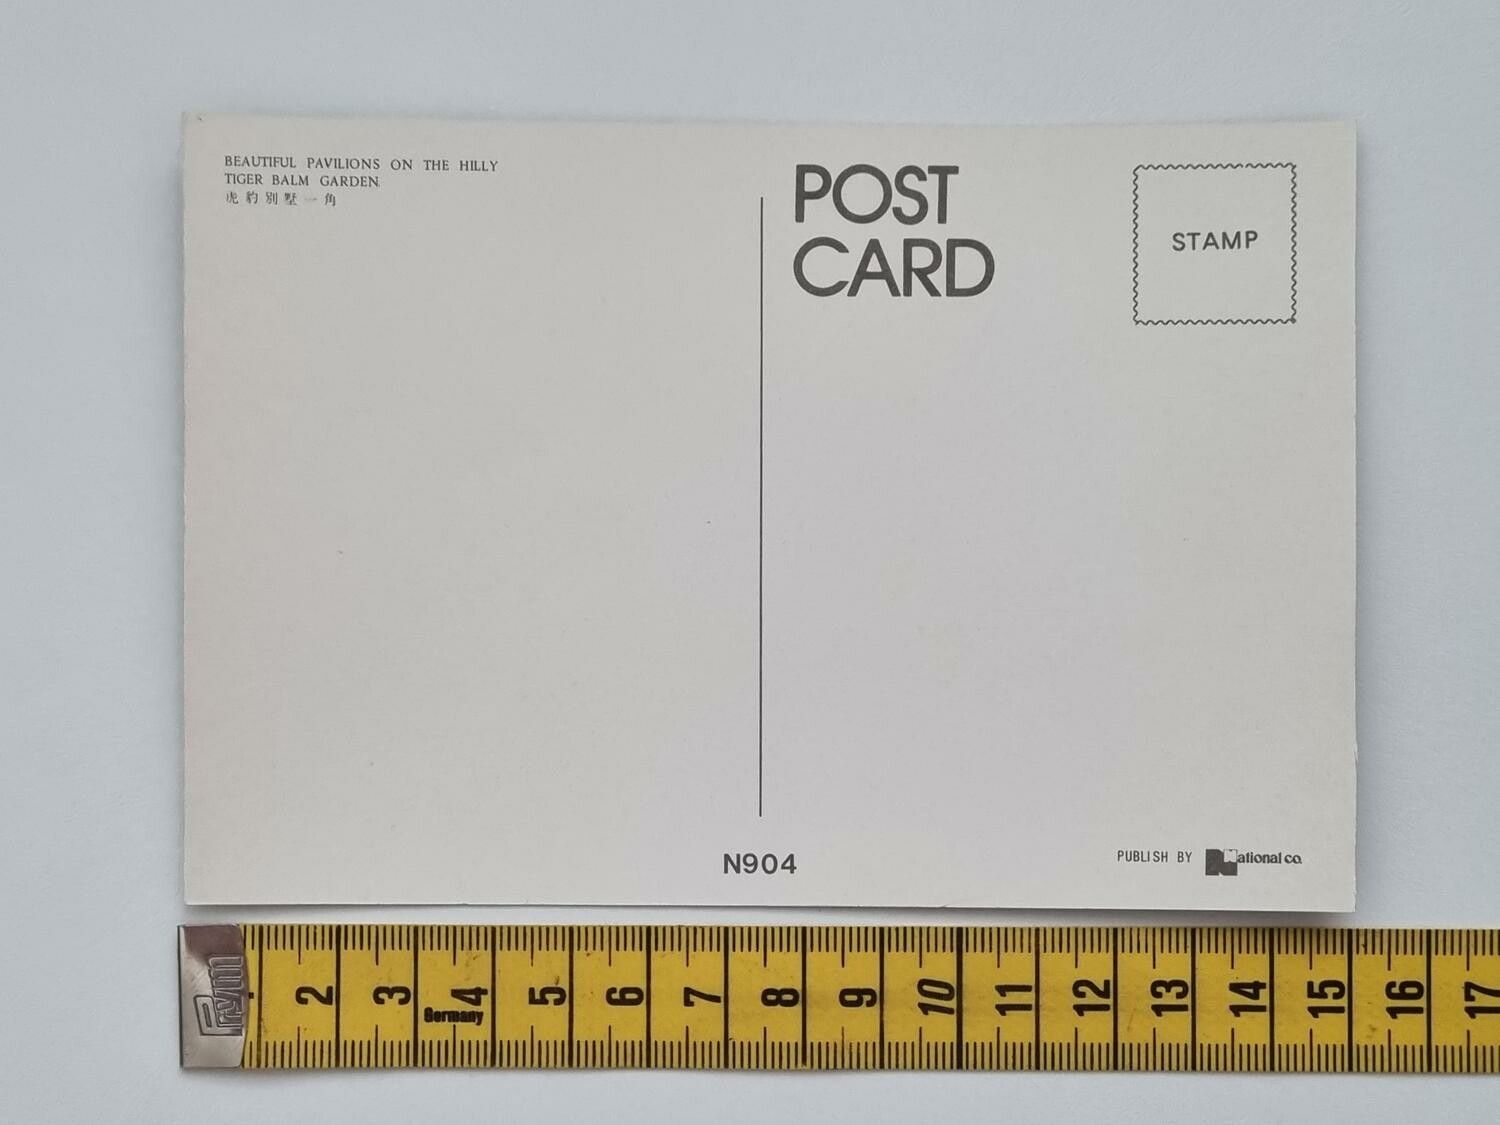 BEAUTIFUL PAVILIONS ON THE HILLY
TIGER BALM GARDEN
虎豹別墅一角
POST
CARD
STAMP
N904
PUBLISH BY National co.
Prym
2 3 4 5 6 7 8 9 10 11 12 13 14 15 16 17
Germany